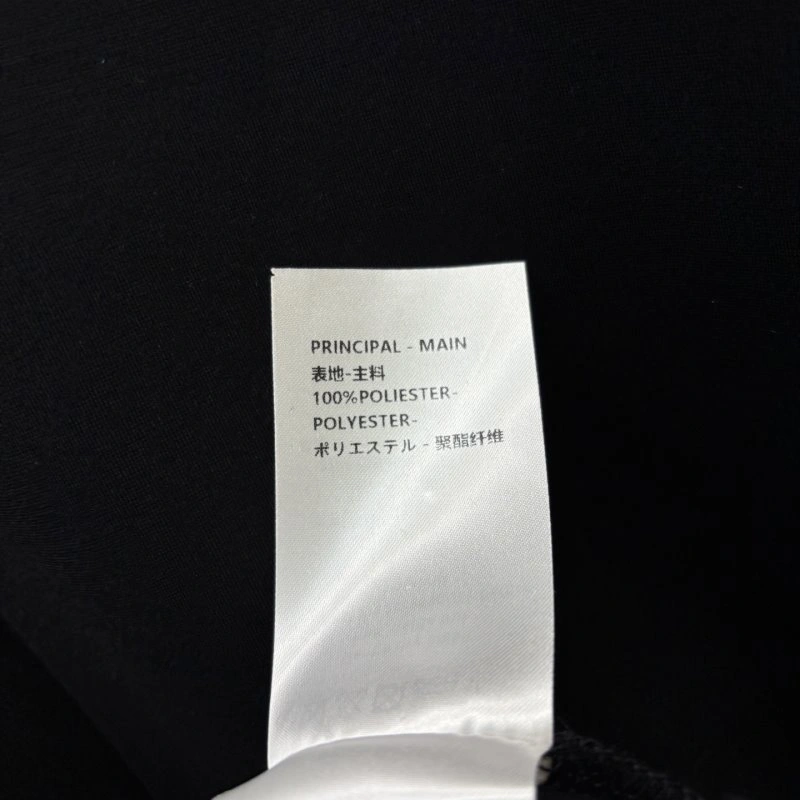 PRINCIPAL - MAIN
表地-主料
100%POLIESTER-
POLYESTER-
ポリエステル - 聚酯纤维